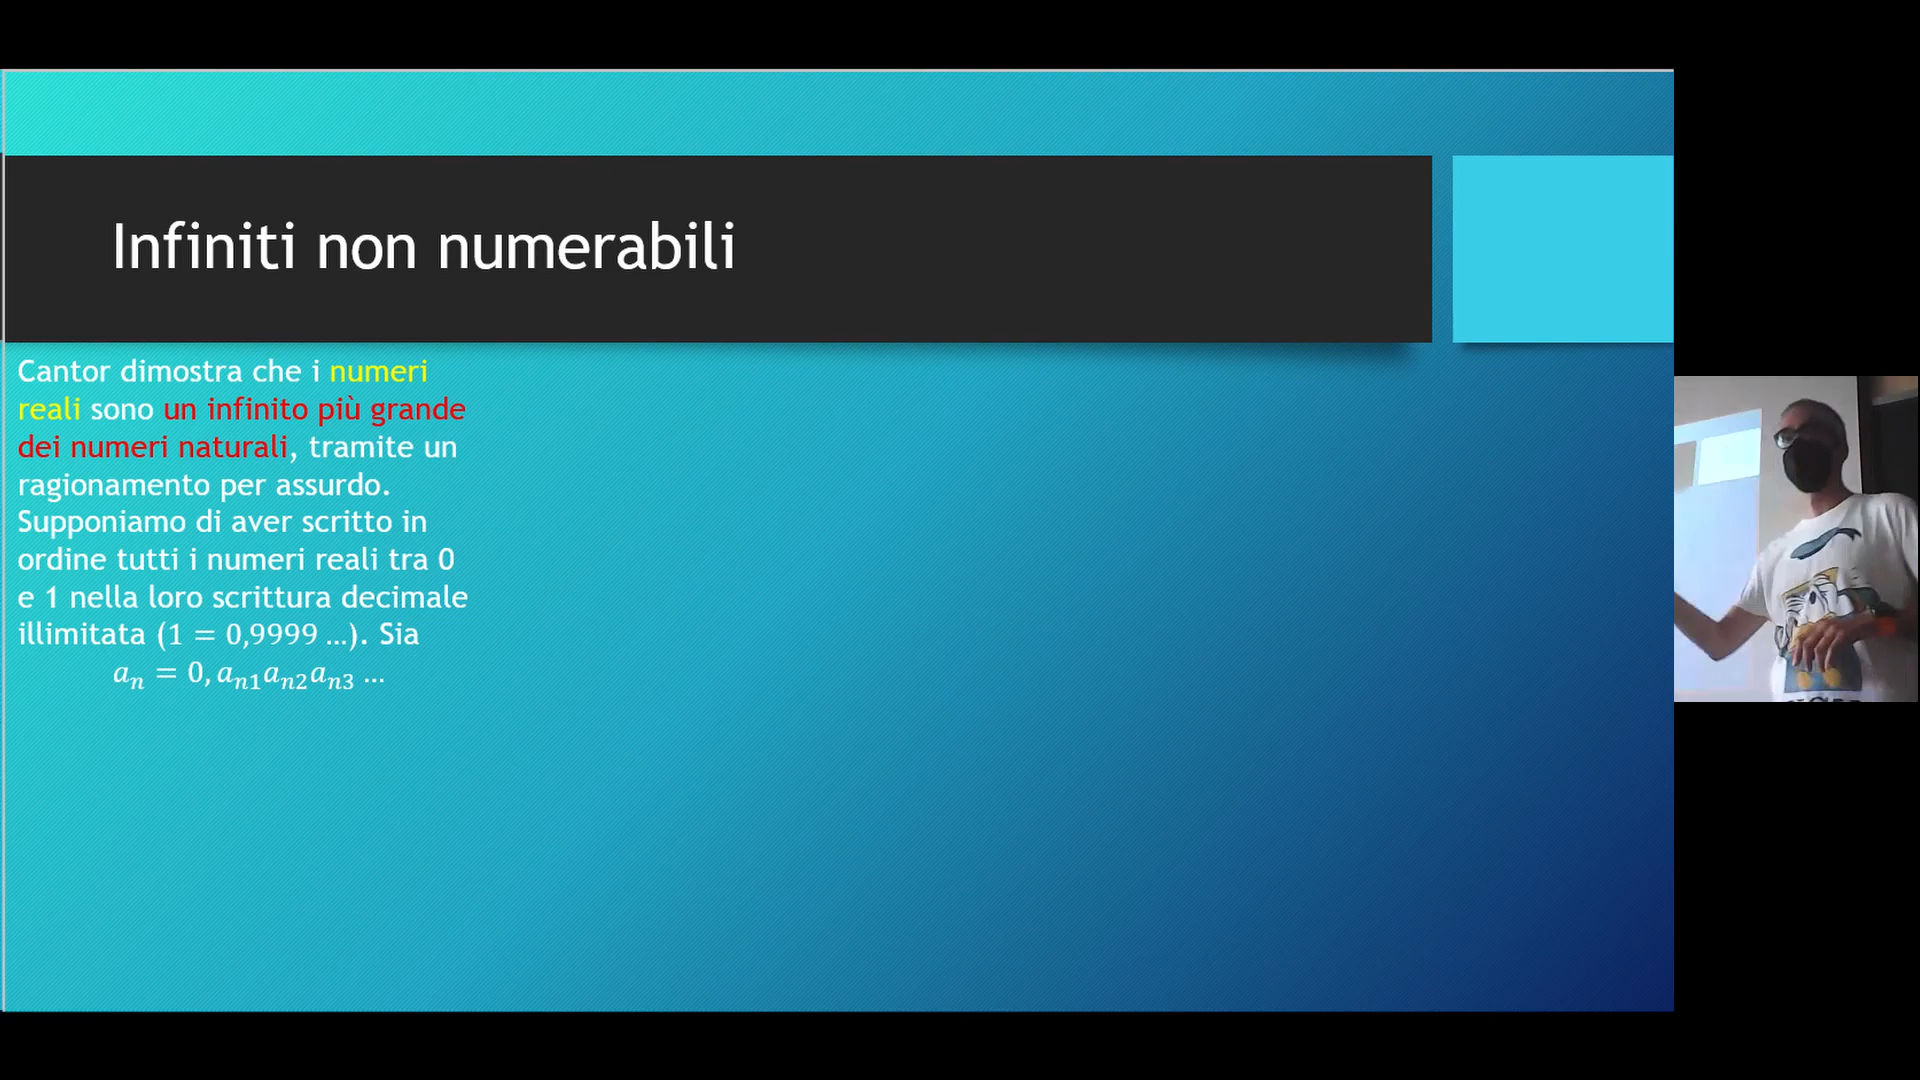 Infiniti non numerabili
Cantor dimostra che i numeri
reali sono un infinito più grande
dei numeri naturali, tramite un
ragionamento per assurdo.
Supponiamo di aver scritto in
ordine tutti i numeri reali tra 0
e 1 nella loro scrittura decimale
illimitata (1 = 0,9999 …). Sia
aₙ = 0, aₙ₁aₙ₂aₙ₃ …